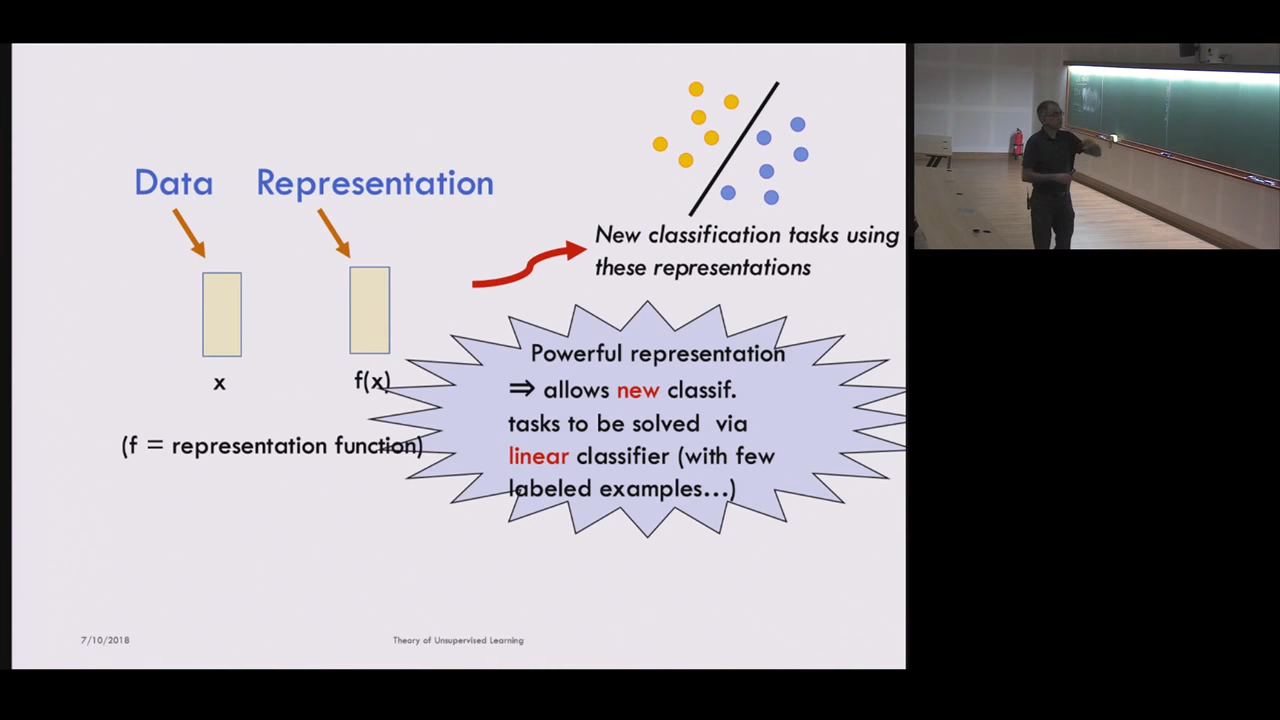 Data
Representation
New classification tasks using
these representations
x
f(x)
(f = representation function)
Powerful representation
⇒ allows new classif.
tasks to be solved via
linear classifier (with few
labeled examples...)
7/10/2018
Theory of Unsupervised Learning